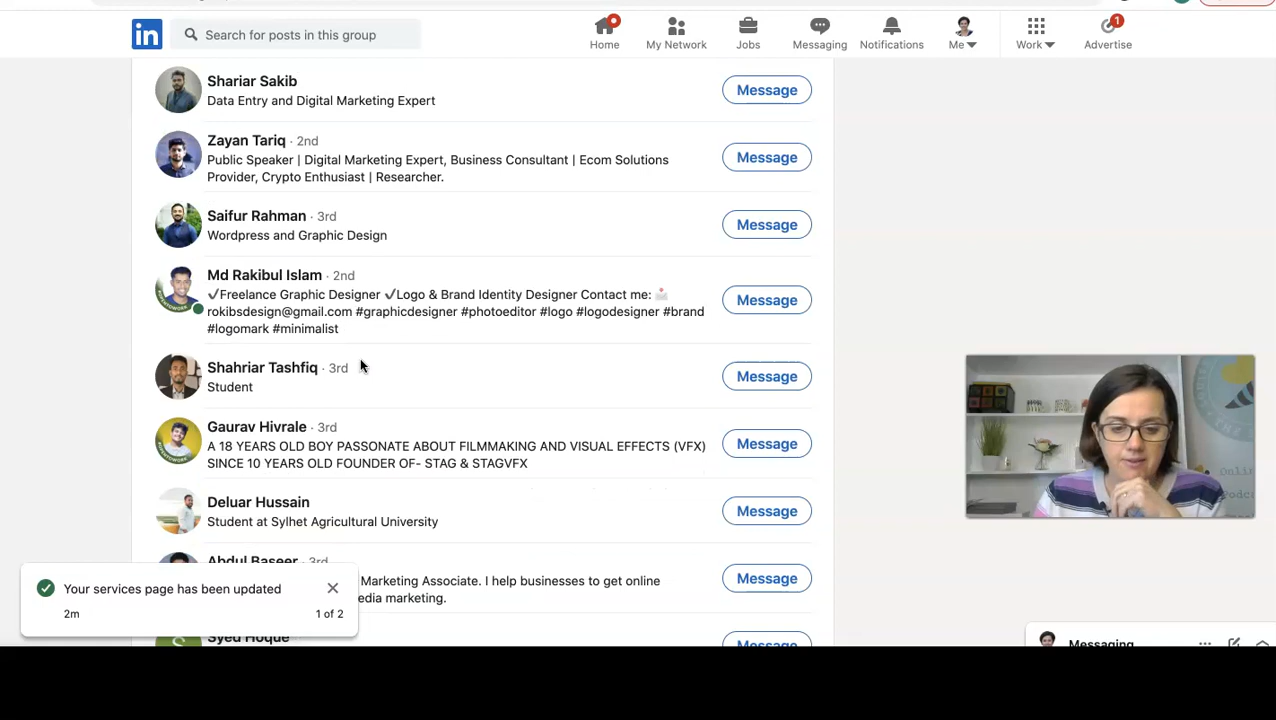 in
Search for posts in this group
Home
My Network
Jobs
Messaging
Notifications
Me
Work
1
Advertise
Shariar Sakib
Data Entry and Digital Marketing Expert
Message
Zayan Tariq · 2nd
Public Speaker | Digital Marketing Expert, Business Consultant | Ecom Solutions
Provider, Crypto Enthusiast | Researcher.
Message
Saifur Rahman · 3rd
Wordpress and Graphic Design
Message
Md Rakibul Islam · 2nd
✔Freelance Graphic Designer ✔Logo & Brand Identity Designer Contact me: 📩
rokibsdesign@gmail.com #graphicdesigner #photoeditor #logo #logodesigner #brand
#logomark #minimalist
Message
Shahriar Tashfiq · 3rd
Student
Message
Gaurav Hivrale · 3rd
A 18 YEARS OLD BOY PASSONATE ABOUT FILMMAKING AND VISUAL EFFECTS (VFX)
SINCE 10 YEARS OLD FOUNDER OF- STAG & STAGVFX
Message
Deluar Hussain
Student at Sylhet Agricultural University
Message
Abdul Baseer · 3rd
Marketing Associate. I help businesses to get online
edia marketing.
Message
Syed Hoque
S
Message
Your services page has been updated
2m
1 of 2
Messaging